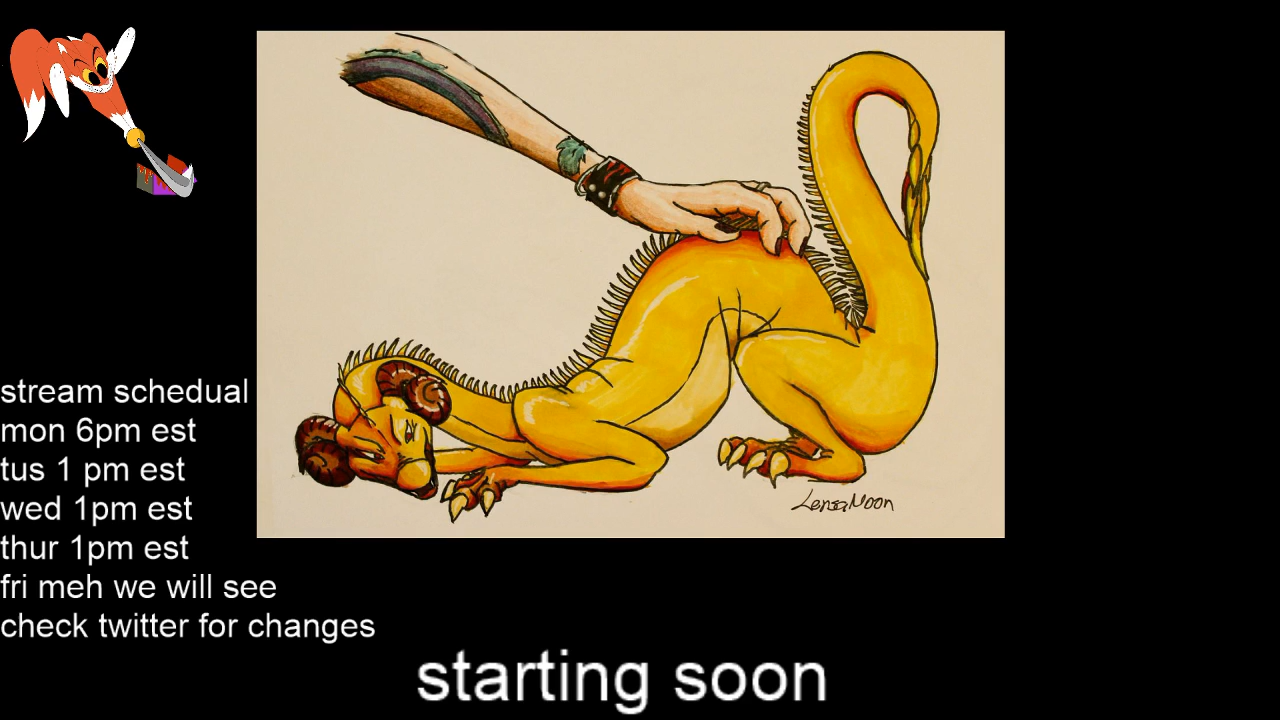 stream schedual
mon 6pm est
tus 1 pm est
wed 1pm est
thur 1pm est
fri meh we will see
check twitter for changes
starting soon